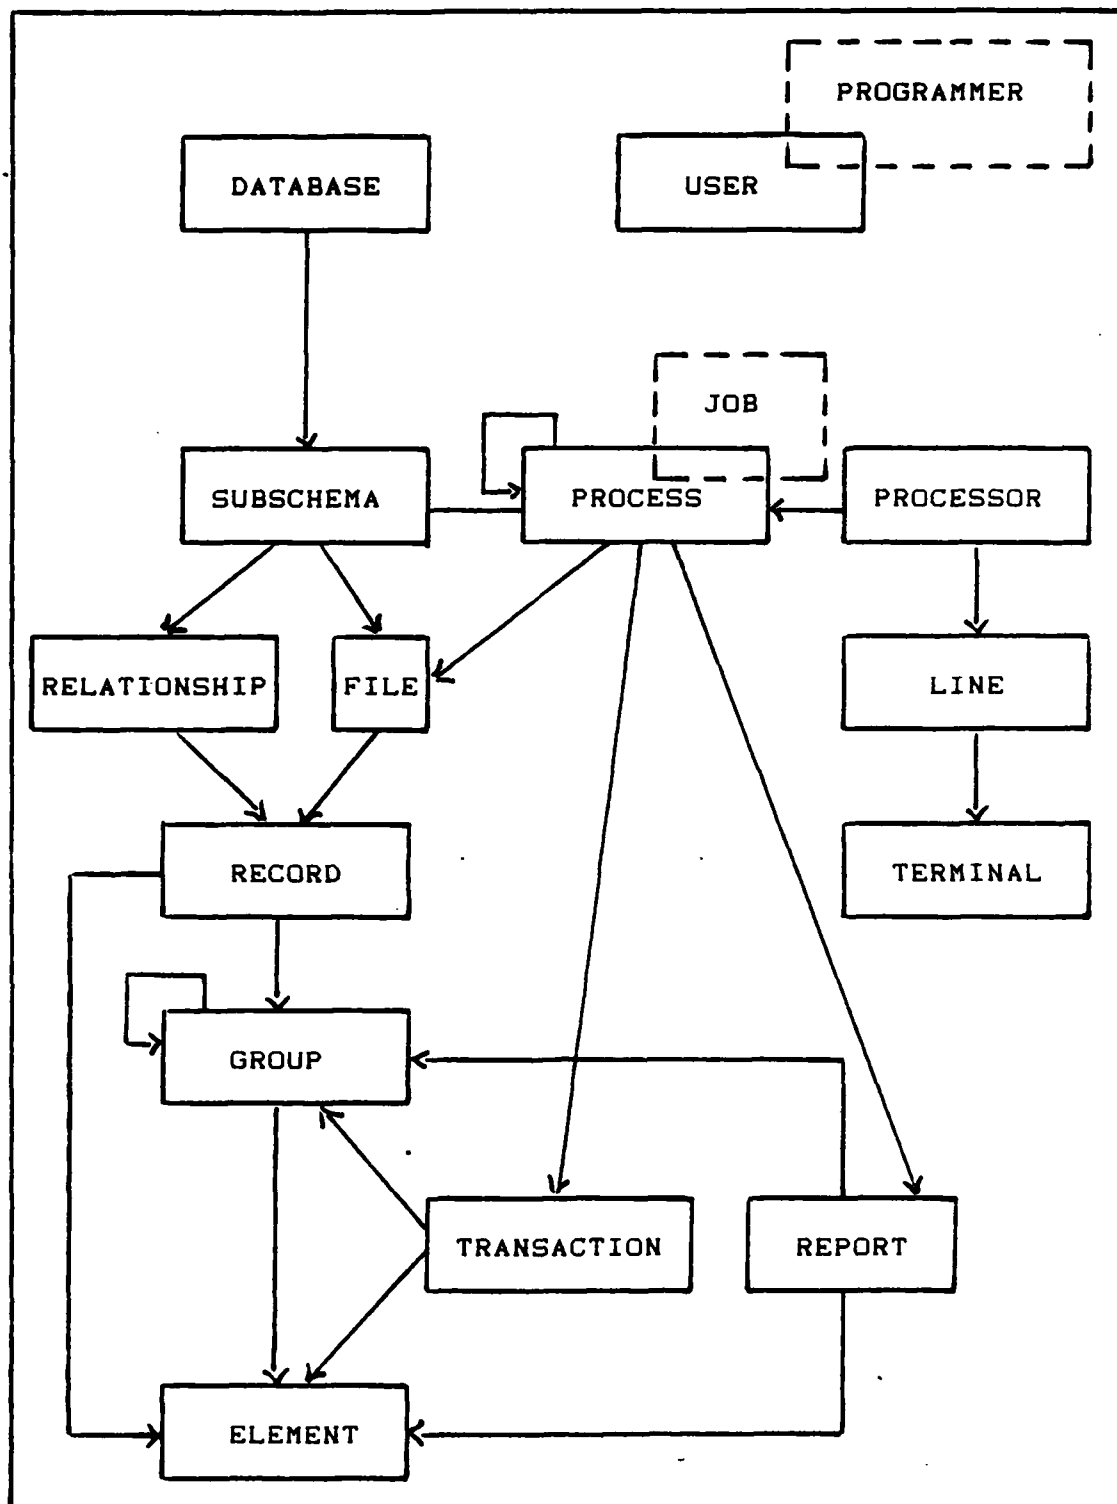 PROGRAMMER
DATABASE
USER
JOB
SUBSCHEMA
PROCESS
PROCESSOR
RELATIONSHIP
FILE
LINE
RECORD
TERMINAL
GROUP
TRANSACTION
REPORT
ELEMENT